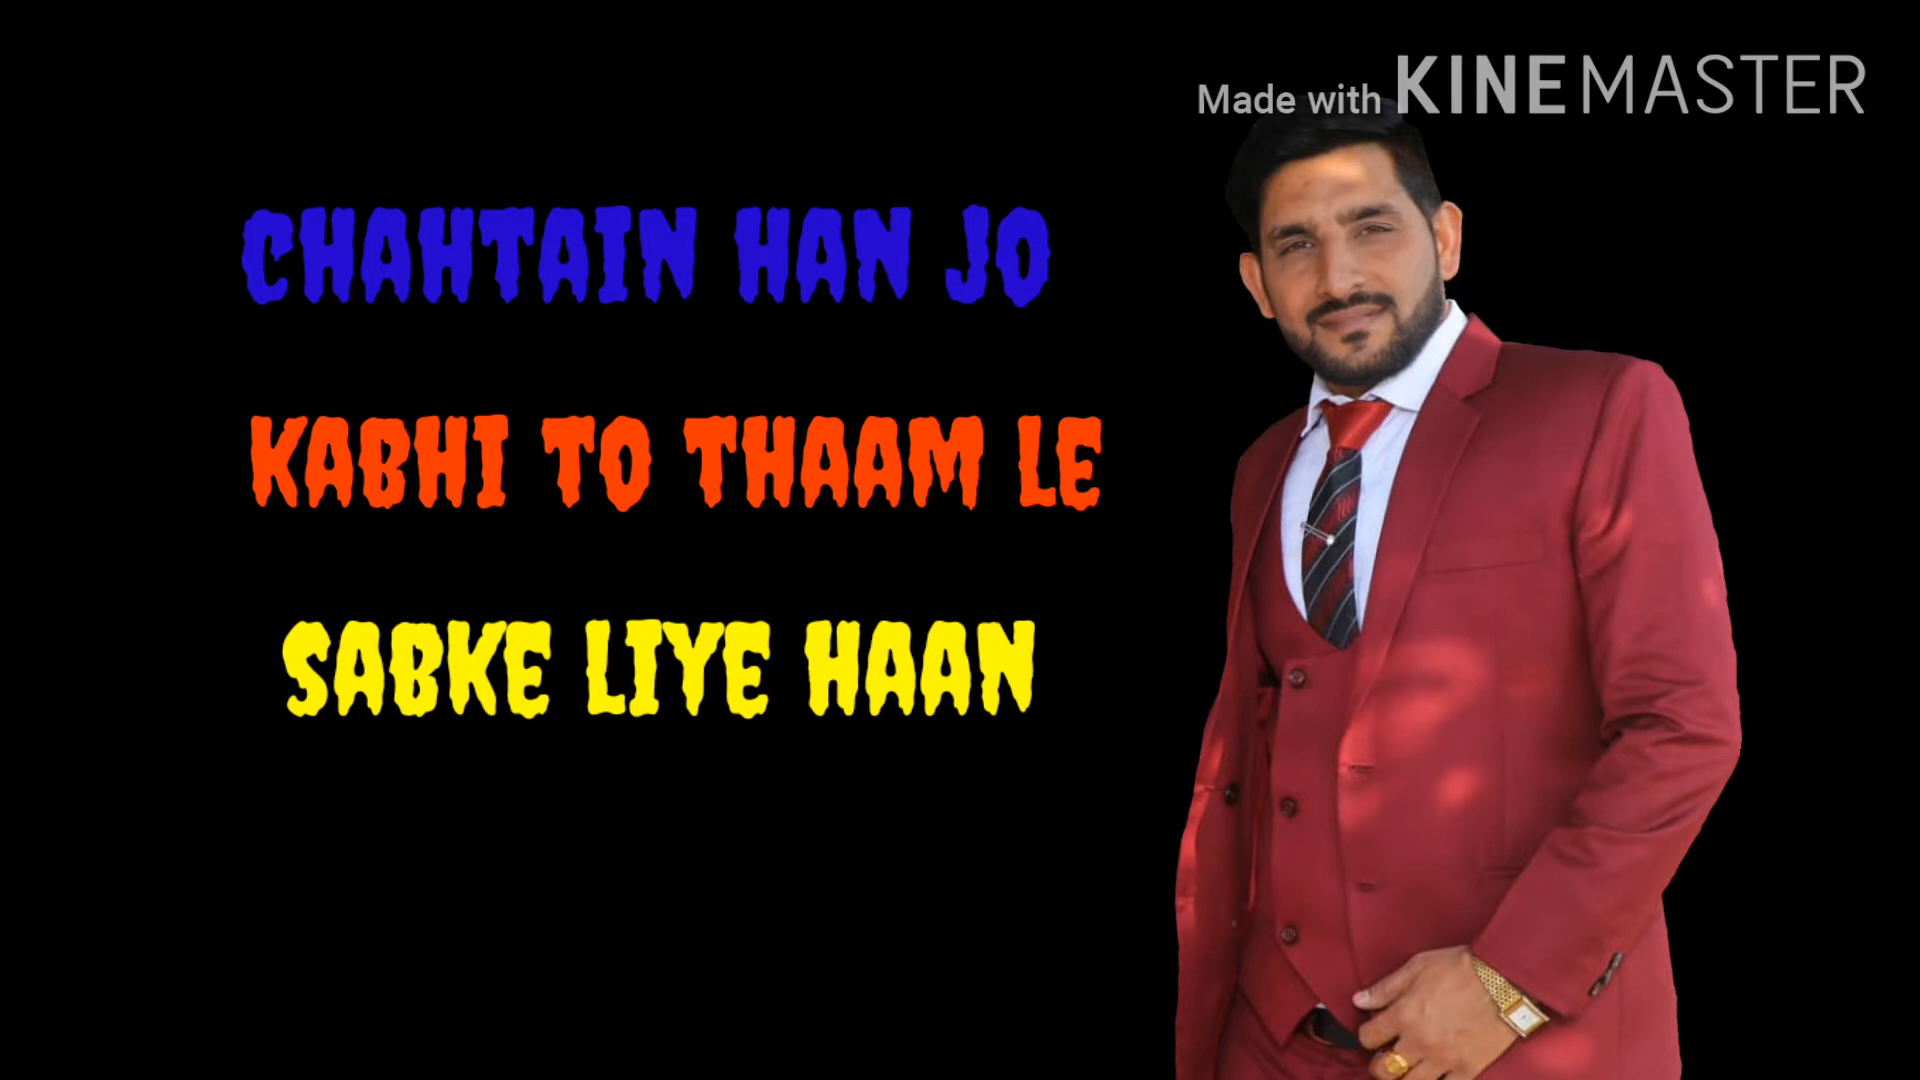 Made with KINEMASTER
CHAHTAIN HAN JO
KABHI TO THAAM LE
SABKE LIYE HAAN